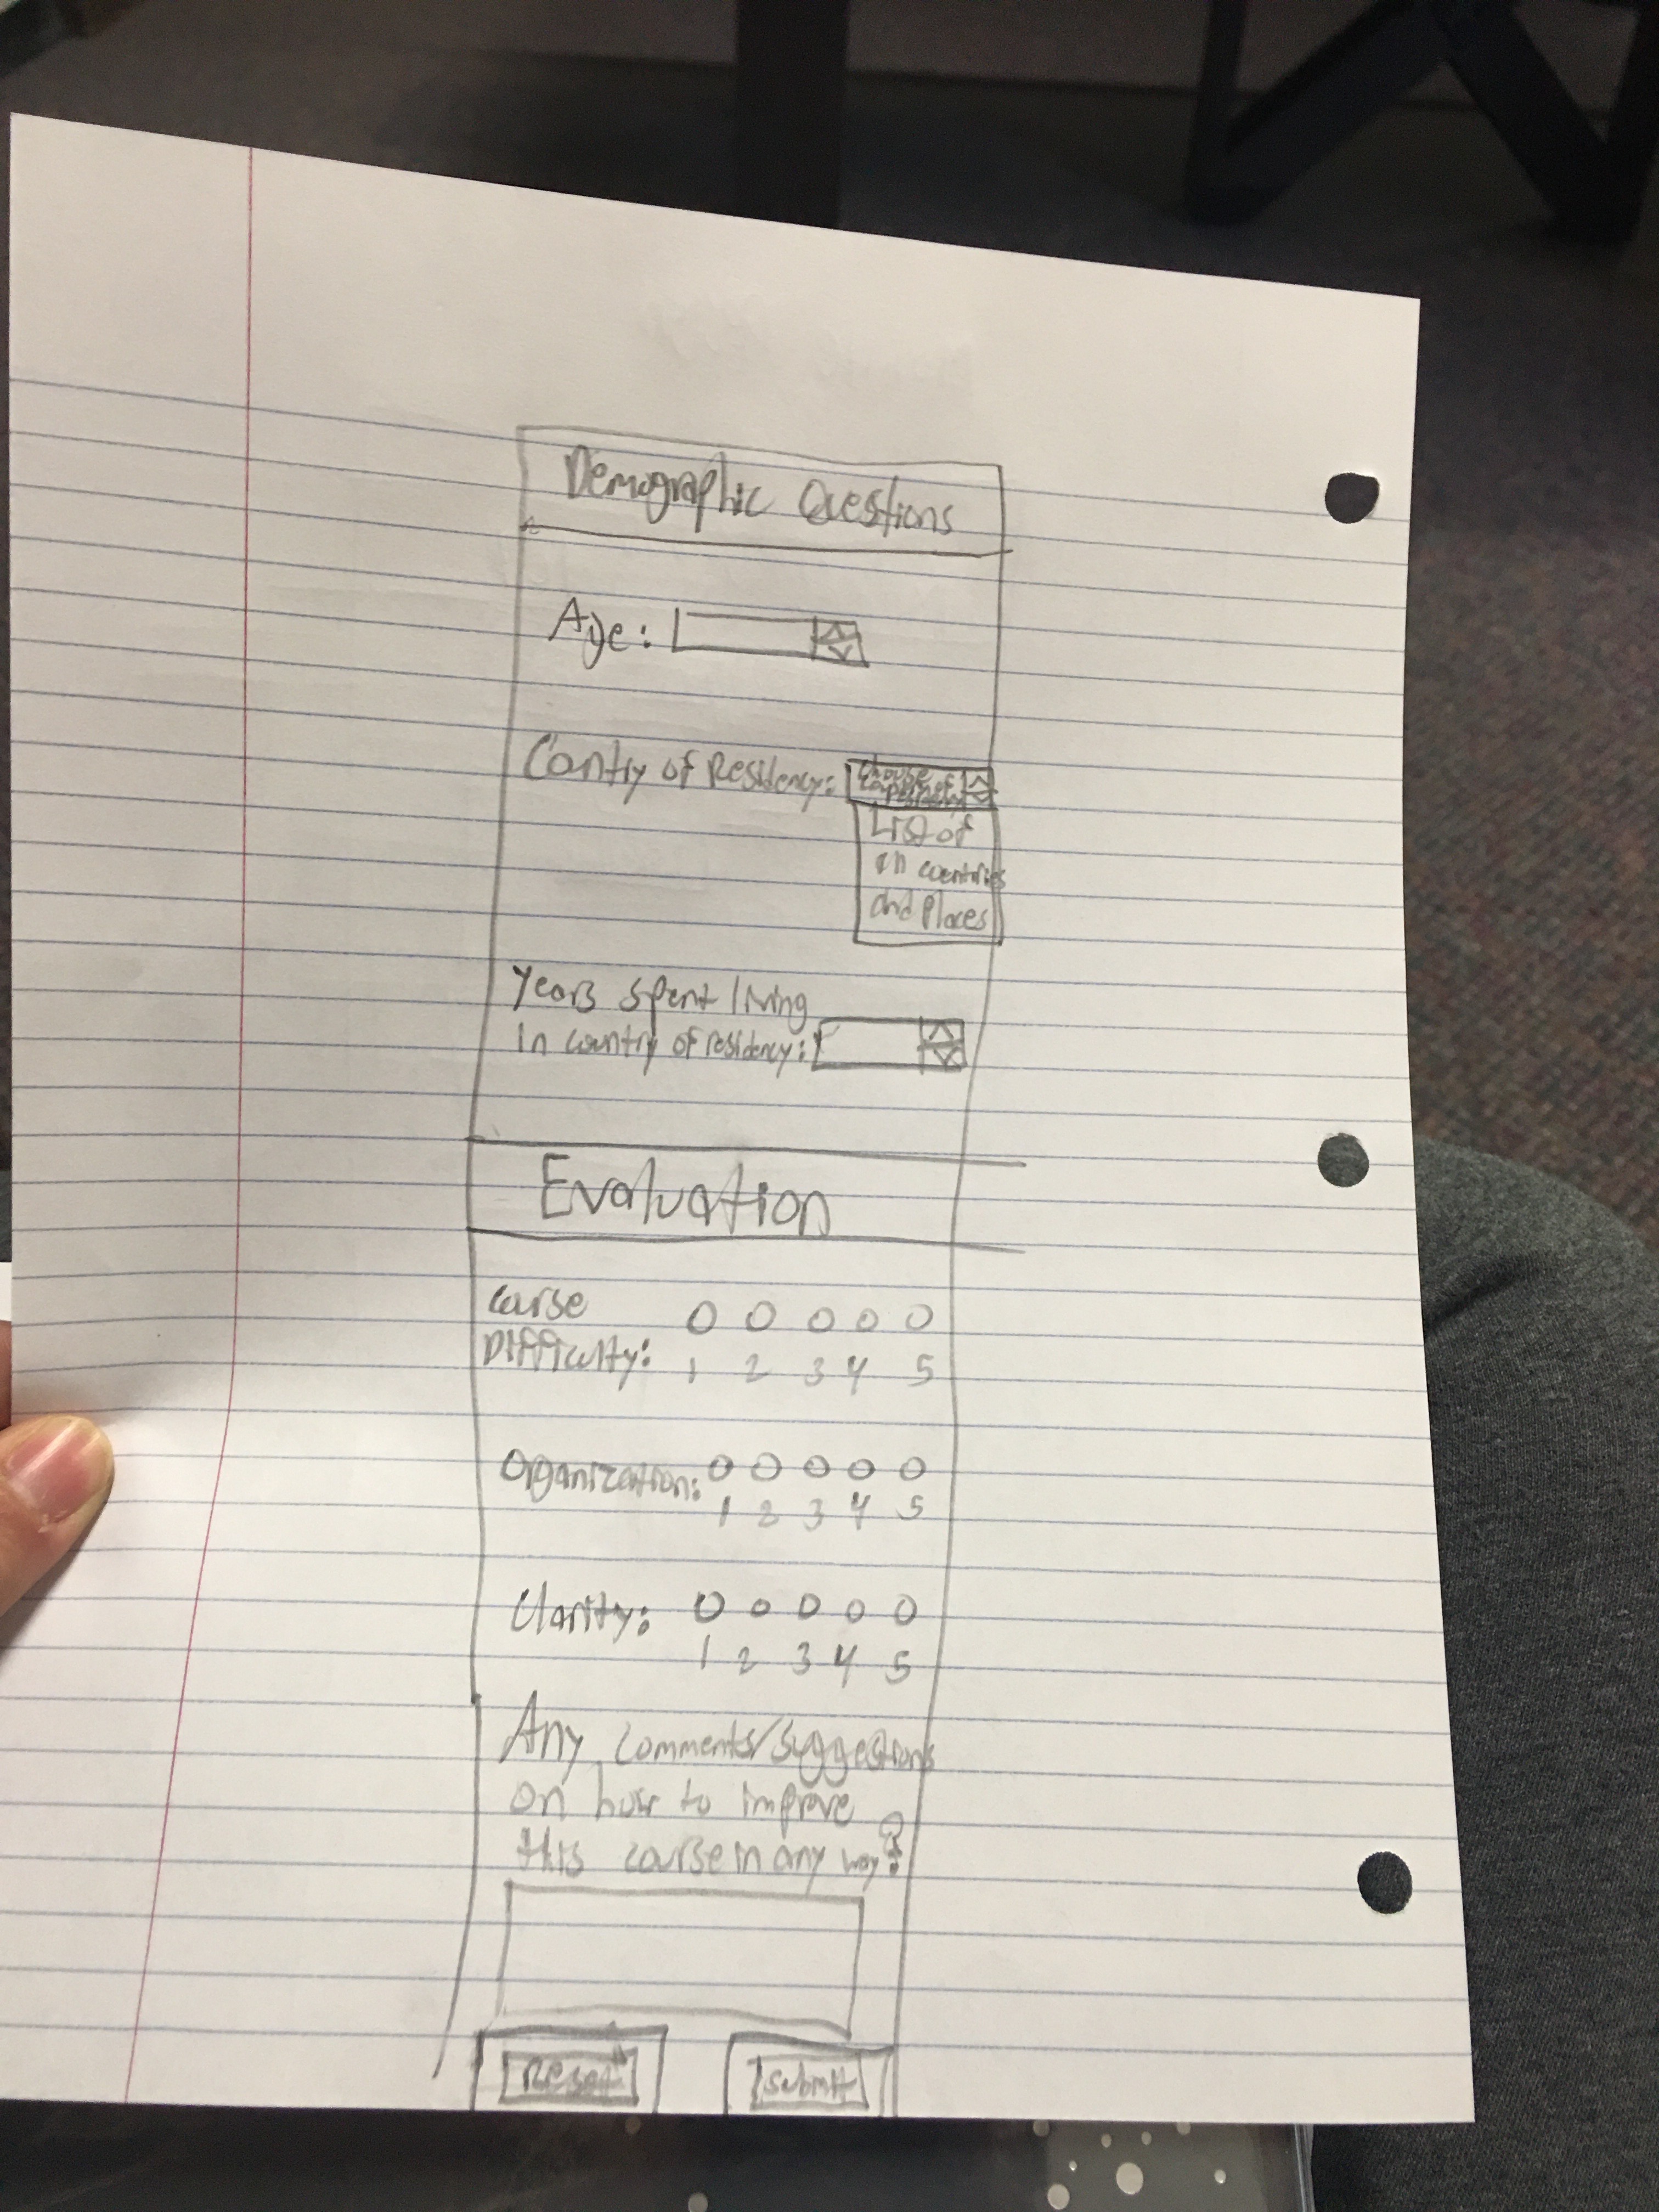 Demographic Questions
Age:
Contry of Residency:
Choose
country of
residency
List of
all countries
and Places
Years spent living
in country of residency:
Evaluation
Course
Difficulty:
1 2 3 4 5
Organization:
1 2 3 4 5
Clarity:
1 2 3 4 5
Any comments/suggestions
on how to improve
this course in any way?
Reset
Submit